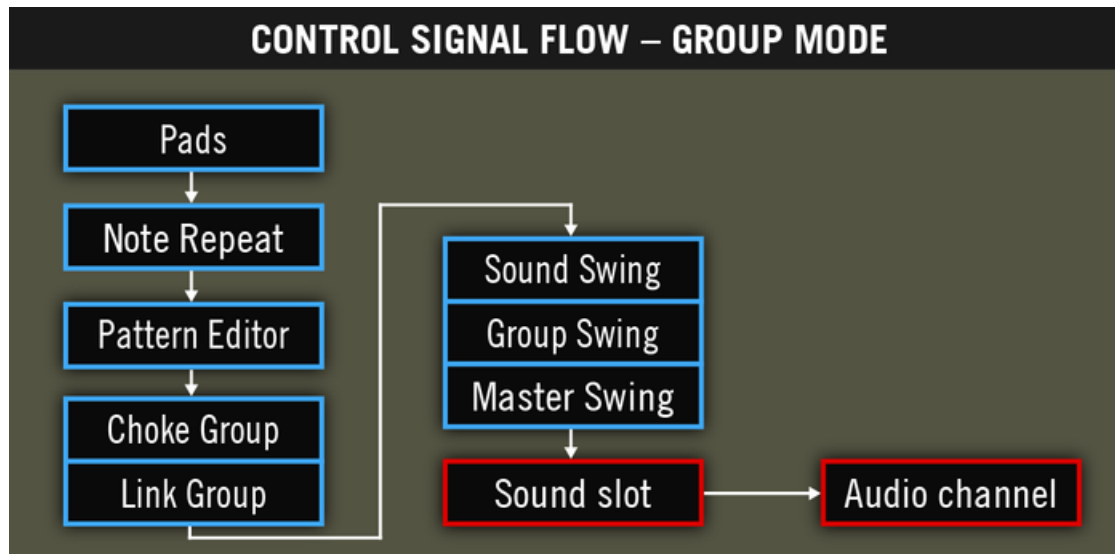 CONTROL SIGNAL FLOW – GROUP MODE
Pads
Note Repeat
Pattern Editor
Choke Group
Link Group
Sound Swing
Group Swing
Master Swing
Sound slot
Audio channel